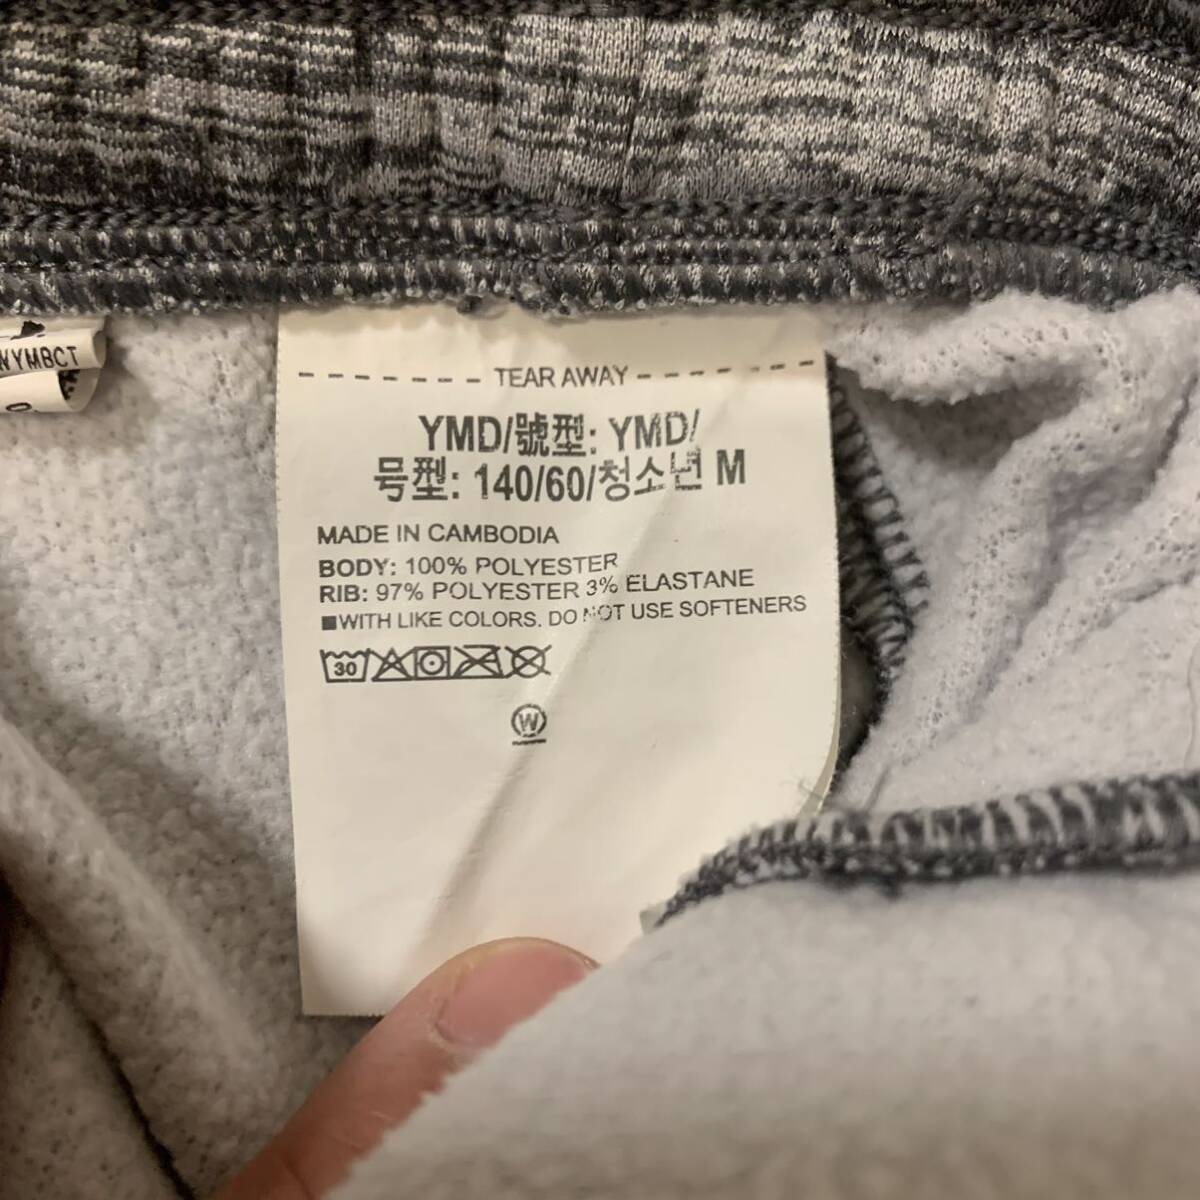 WYMBCT
TEAR AWAY
YMD/號型: YMD/
号型: 140/60/청소년 M
MADE IN CAMBODIA
BODY: 100% POLYESTER
RIB: 97% POLYESTER 3% ELASTANE
■WITH LIKE COLORS. DO NOT USE SOFTENERS
30
W